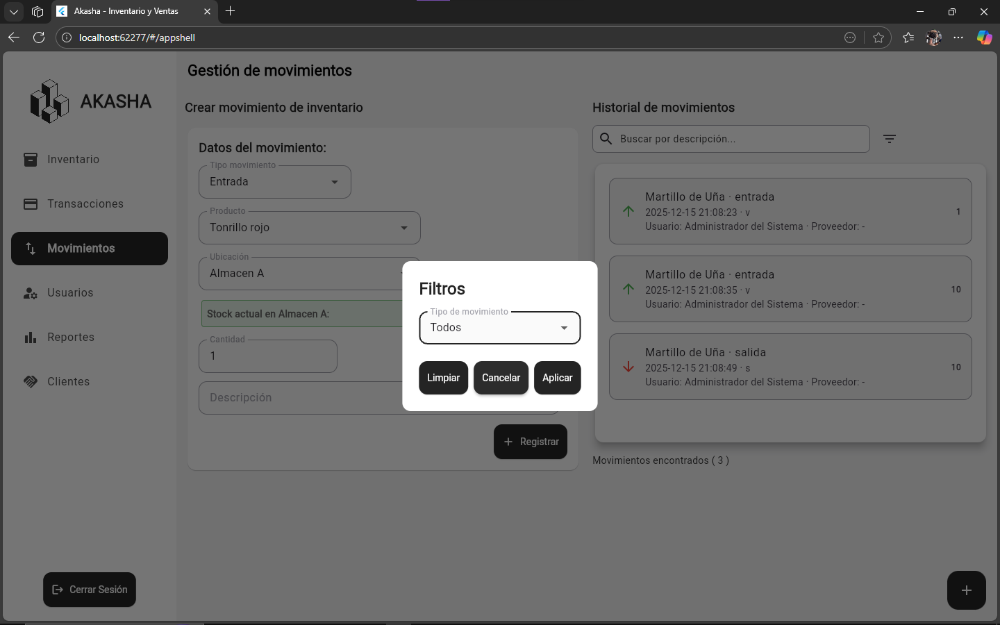 Akasha - Inventario y Ventas
localhost:62277/#/appshell
AKASHA
Inventario
Transacciones
Movimientos
Usuarios
Reportes
Clientes
Cerrar Sesión
Gestión de movimientos
Crear movimiento de inventario
Datos del movimiento:
Tipo movimiento
Entrada
Producto
Tonrillo rojo
Ubicación
Almacen A
Stock actual en Almacen A:
Cantidad
1
Descripción
Registrar
Filtros
Tipo de movimiento
Todos
Limpiar
Cancelar
Aplicar
Historial de movimientos
Buscar por descripción...
Martillo de Uña · entrada
2025-12-15 21:08:23 · v
Usuario: Administrador del Sistema · Proveedor: -
1
Martillo de Uña · entrada
2025-12-15 21:08:35 · v
Usuario: Administrador del Sistema · Proveedor: -
10
Martillo de Uña · salida
2025-12-15 21:08:49 · s
Usuario: Administrador del Sistema · Proveedor: -
10
Movimientos encontrados ( 3 )